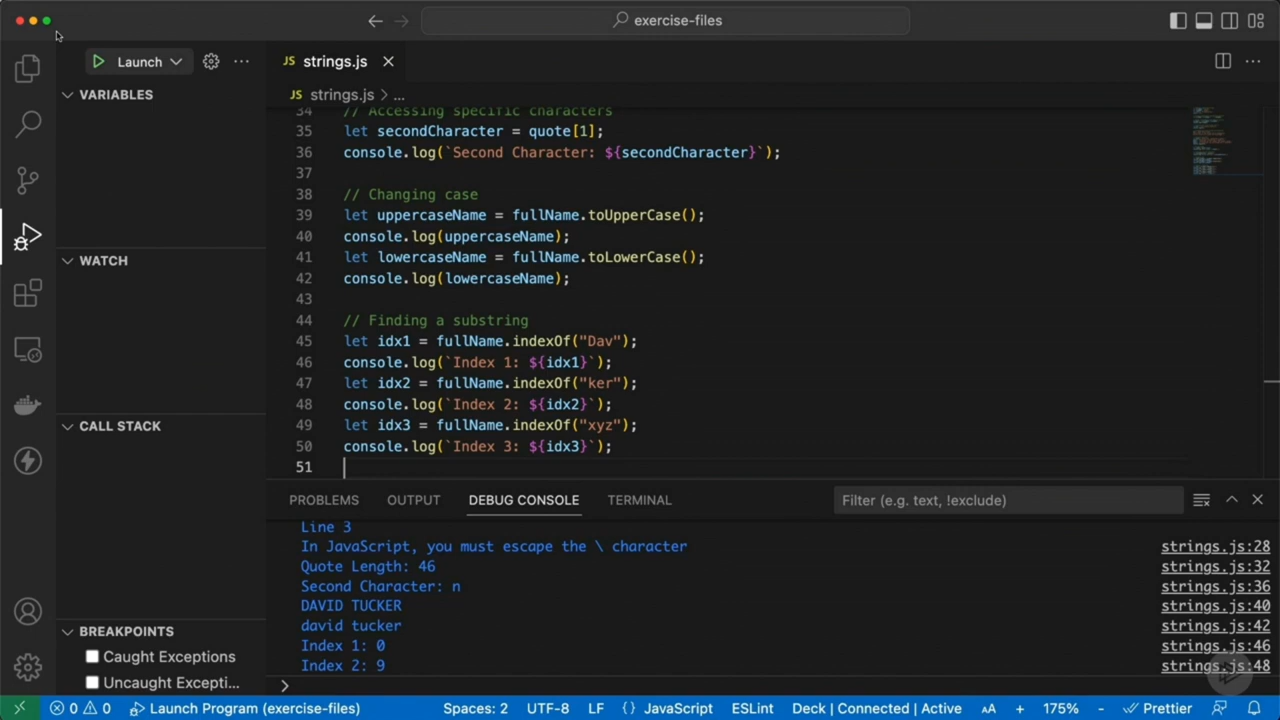 exercise-files
Launch
JS strings.js
VARIABLES
JS strings.js > ...
34 // Accessing specific characters
35 let secondCharacter = quote[1];
36 console.log(`Second Character: ${secondCharacter}`);
37
38 // Changing case
39 let uppercaseName = fullName.toUpperCase();
40 console.log(uppercaseName);
41 let lowercaseName = fullName.toLowerCase();
42 console.log(lowercaseName);
43
44 // Finding a substring
45 let idx1 = fullName.indexOf("Dav");
46 console.log(`Index 1: ${idx1}`);
47 let idx2 = fullName.indexOf("ker");
48 console.log(`Index 2: ${idx2}`);
49 let idx3 = fullName.indexOf("xyz");
50 console.log(`Index 3: ${idx3}`);
51
WATCH
CALL STACK
BREAKPOINTS
Caught Exceptions
Uncaught Excepti...
PROBLEMS OUTPUT DEBUG CONSOLE TERMINAL Filter (e.g. text, !exclude)
Line 3
In JavaScript, you must escape the \ character strings.js:28
Quote Length: 46 strings.js:32
Second Character: n strings.js:36
DAVID TUCKER strings.js:40
david tucker strings.js:42
Index 1: 0 strings.js:46
Index 2: 9 strings.js:48
>
0 0 Launch Program (exercise-files) Spaces: 2 UTF-8 LF {} JavaScript ESLint Deck | Connected | Active AA + 175% - Prettier